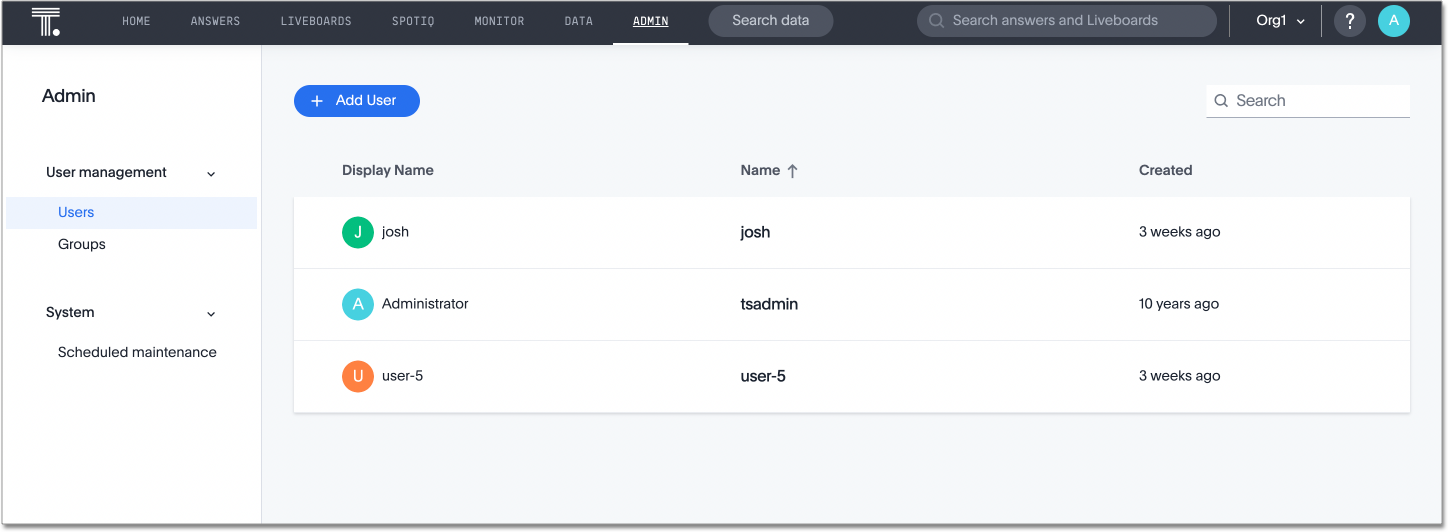 HOME ANSWERS LIVEBOARDS SPOTIQ MONITOR DATA ADMIN Search data Search answers and Liveboards Org1 ? A
Admin
+ Add User
Search
User management
Users
Groups
System
Scheduled maintenance
Display Name Name ↑ Created
J josh josh 3 weeks ago
A Administrator tsadmin 10 years ago
U user-5 user-5 3 weeks ago